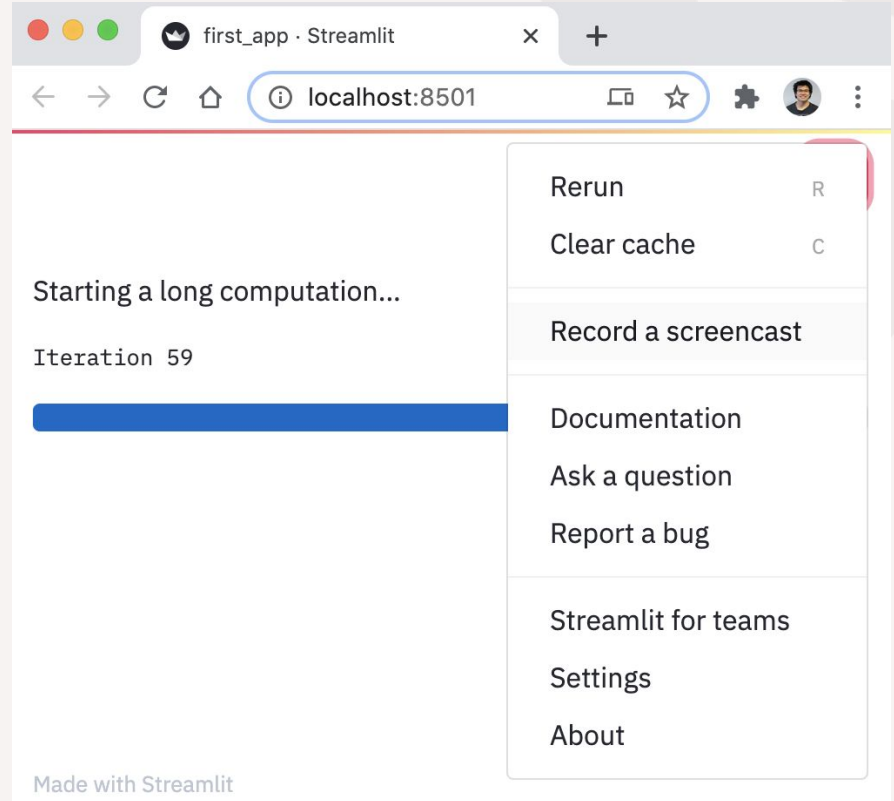 first_app · Streamlit
localhost:8501
Rerun R
Clear cache C
Starting a long computation...
Record a screencast
Iteration 59
Documentation
Ask a question
Report a bug
Streamlit for teams
Settings
About
Made with Streamlit